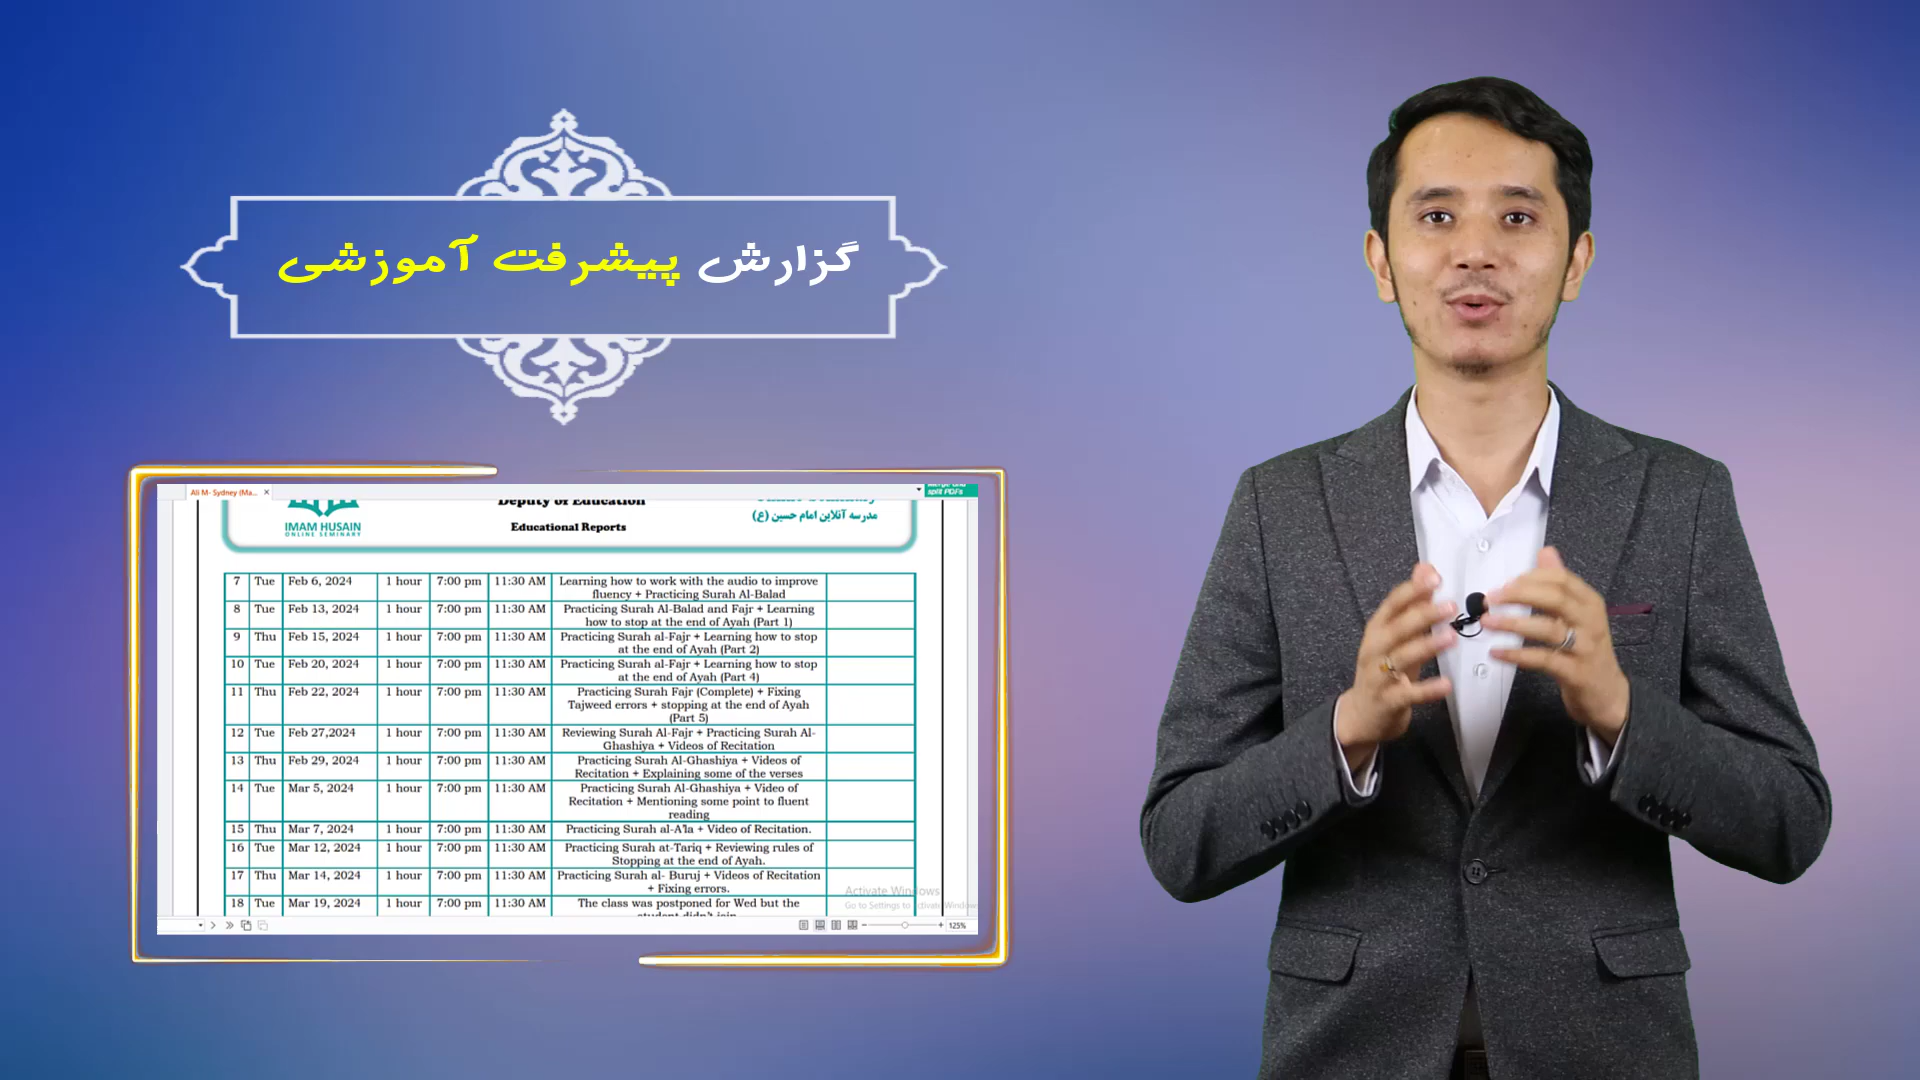 گزارش پیشرفت آموزشی
Ali M- Sydney (Ma...
split PDFs
Deputy of Education
IMAM HUSAIN
ONLINE SEMINARY
Educational Reports
مدرسه آنلاین امام حسین (ع)
7 Tue Feb 6, 2024 1 hour 7:00 pm 11:30 AM Learning how to work with the audio to improve
fluency + Practicing Surah Al-Balad
8 Tue Feb 13, 2024 1 hour 7:00 pm 11:30 AM Practicing Surah Al-Balad and Fajr + Learning
how to stop at the end of Ayah (Part 1)
9 Thu Feb 15, 2024 1 hour 7:00 pm 11:30 AM Practicing Surah al-Fajr + Learning how to stop
at the end of Ayah (Part 2)
10 Tue Feb 20, 2024 1 hour 7:00 pm 11:30 AM Practicing Surah al-Fajr + Learning how to stop
at the end of Ayah (Part 4)
11 Thu Feb 22, 2024 1 hour 7:00 pm 11:30 AM Practicing Surah Fajr (Complete) + Fixing
Tajweed errors + stopping at the end of Ayah
(Part 5)
12 Tue Feb 27,2024 1 hour 7:00 pm 11:30 AM Reviewing Surah Al-Fajr + Practicing Surah Al-
Ghashiya + Videos of Recitation
13 Thu Feb 29, 2024 1 hour 7:00 pm 11:30 AM Practicing Surah Al-Ghashiya + Videos of
Recitation + Explaining some of the verses
14 Tue Mar 5, 2024 1 hour 7:00 pm 11:30 AM Practicing Surah Al-Ghashiya + Video of
Recitation + Mentioning some point to fluent
reading
15 Thu Mar 7, 2024 1 hour 7:00 pm 11:30 AM Practicing Surah al-A'la + Video of Recitation.
16 Tue Mar 12, 2024 1 hour 7:00 pm 11:30 AM Practicing Surah at-Tariq + Reviewing rules of
Stopping at the end of Ayah.
17 Thu Mar 14, 2024 1 hour 7:00 pm 11:30 AM Practicing Surah al- Buruj + Videos of Recitation
+ Fixing errors.
18 Tue Mar 19, 2024 1 hour 7:00 pm 11:30 AM The class was postponed for Wed but the
student didn't join
Activate Windows
Go to Settings to activate Window
125%